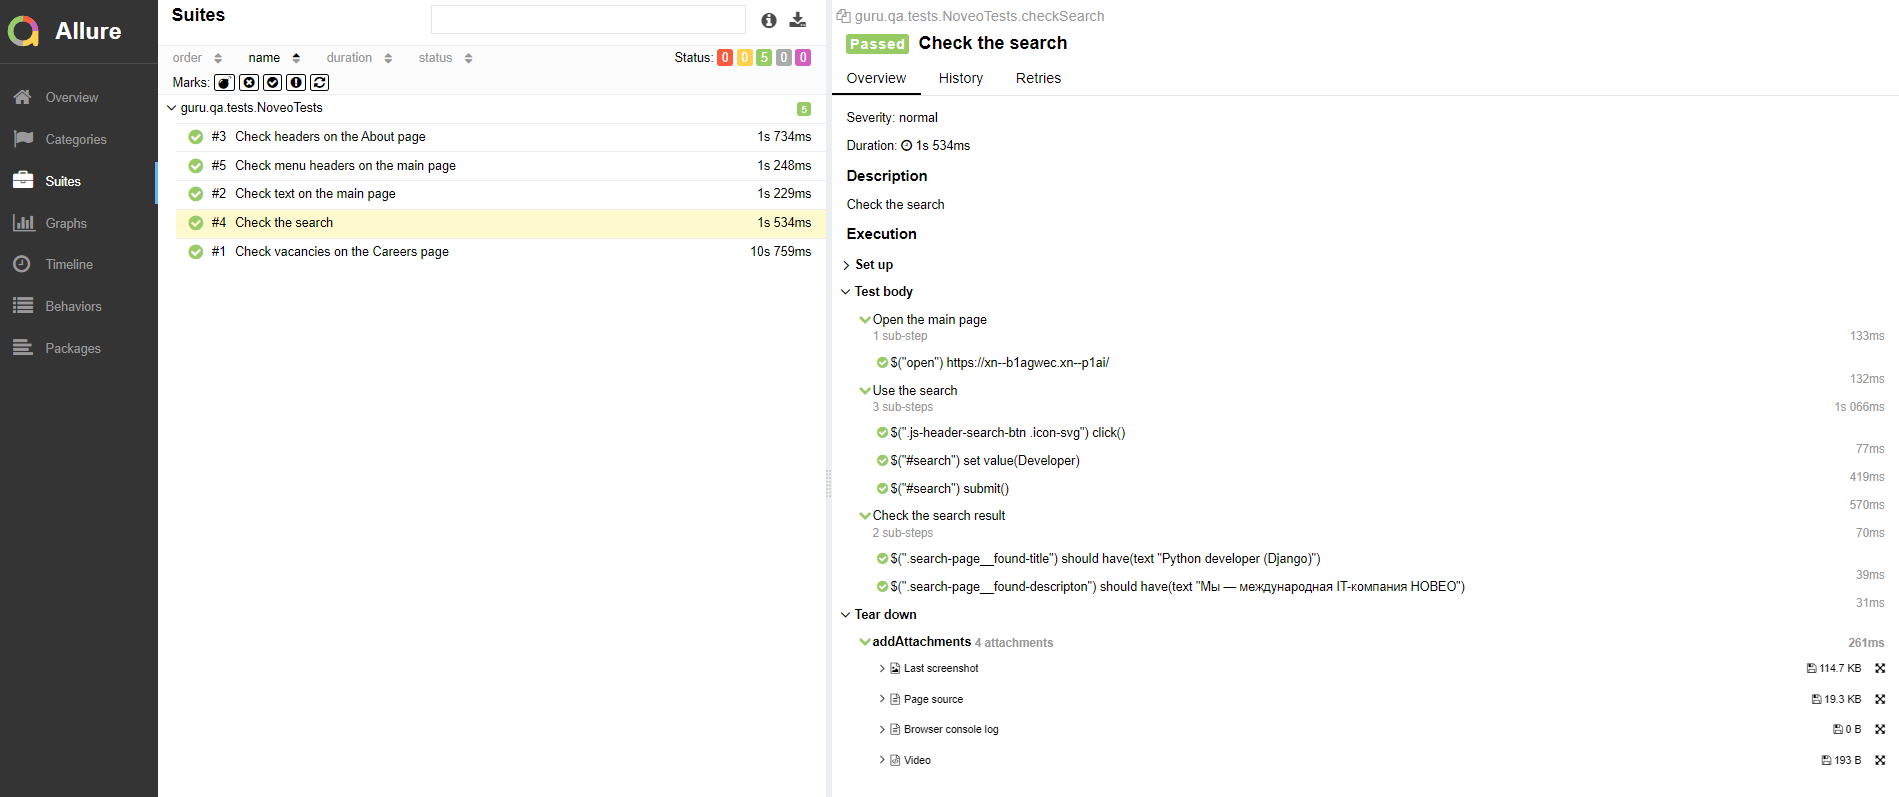 Allure
Overview
Categories
Suites
Graphs
Timeline
Behaviors
Packages
Suites
order name duration status
Status: 0 0 5 0 0
Marks:
guru.qa.tests.NoveoTests 5
#3 Check headers on the About page 1s 734ms
#5 Check menu headers on the main page 1s 248ms
#2 Check text on the main page 1s 229ms
#4 Check the search 1s 534ms
#1 Check vacancies on the Careers page 10s 759ms
guru.qa.tests.NoveoTests.checkSearch
Passed Check the search
Overview History Retries
Severity: normal
Duration: 1s 534ms
Description
Check the search
Execution
Set up
Test body
Open the main page
1 sub-step 133ms
$("open") https://xn--b1agwec.xn--p1ai/
132ms
Use the search
3 sub-steps 1s 066ms
$(".js-header-search-btn .icon-svg") click()
77ms
$("#search") set value(Developer)
419ms
$("#search") submit()
570ms
Check the search result
2 sub-steps 70ms
$(".search-page__found-title") should have(text "Python developer (Django)")
39ms
$(".search-page__found-descripton") should have(text "Мы — международная IT-компания НОВЕО")
31ms
Tear down
addAttachments 4 attachments 261ms
Last screenshot 114.7 KB
Page source 19.3 KB
Browser console log 0 B
Video 193 B